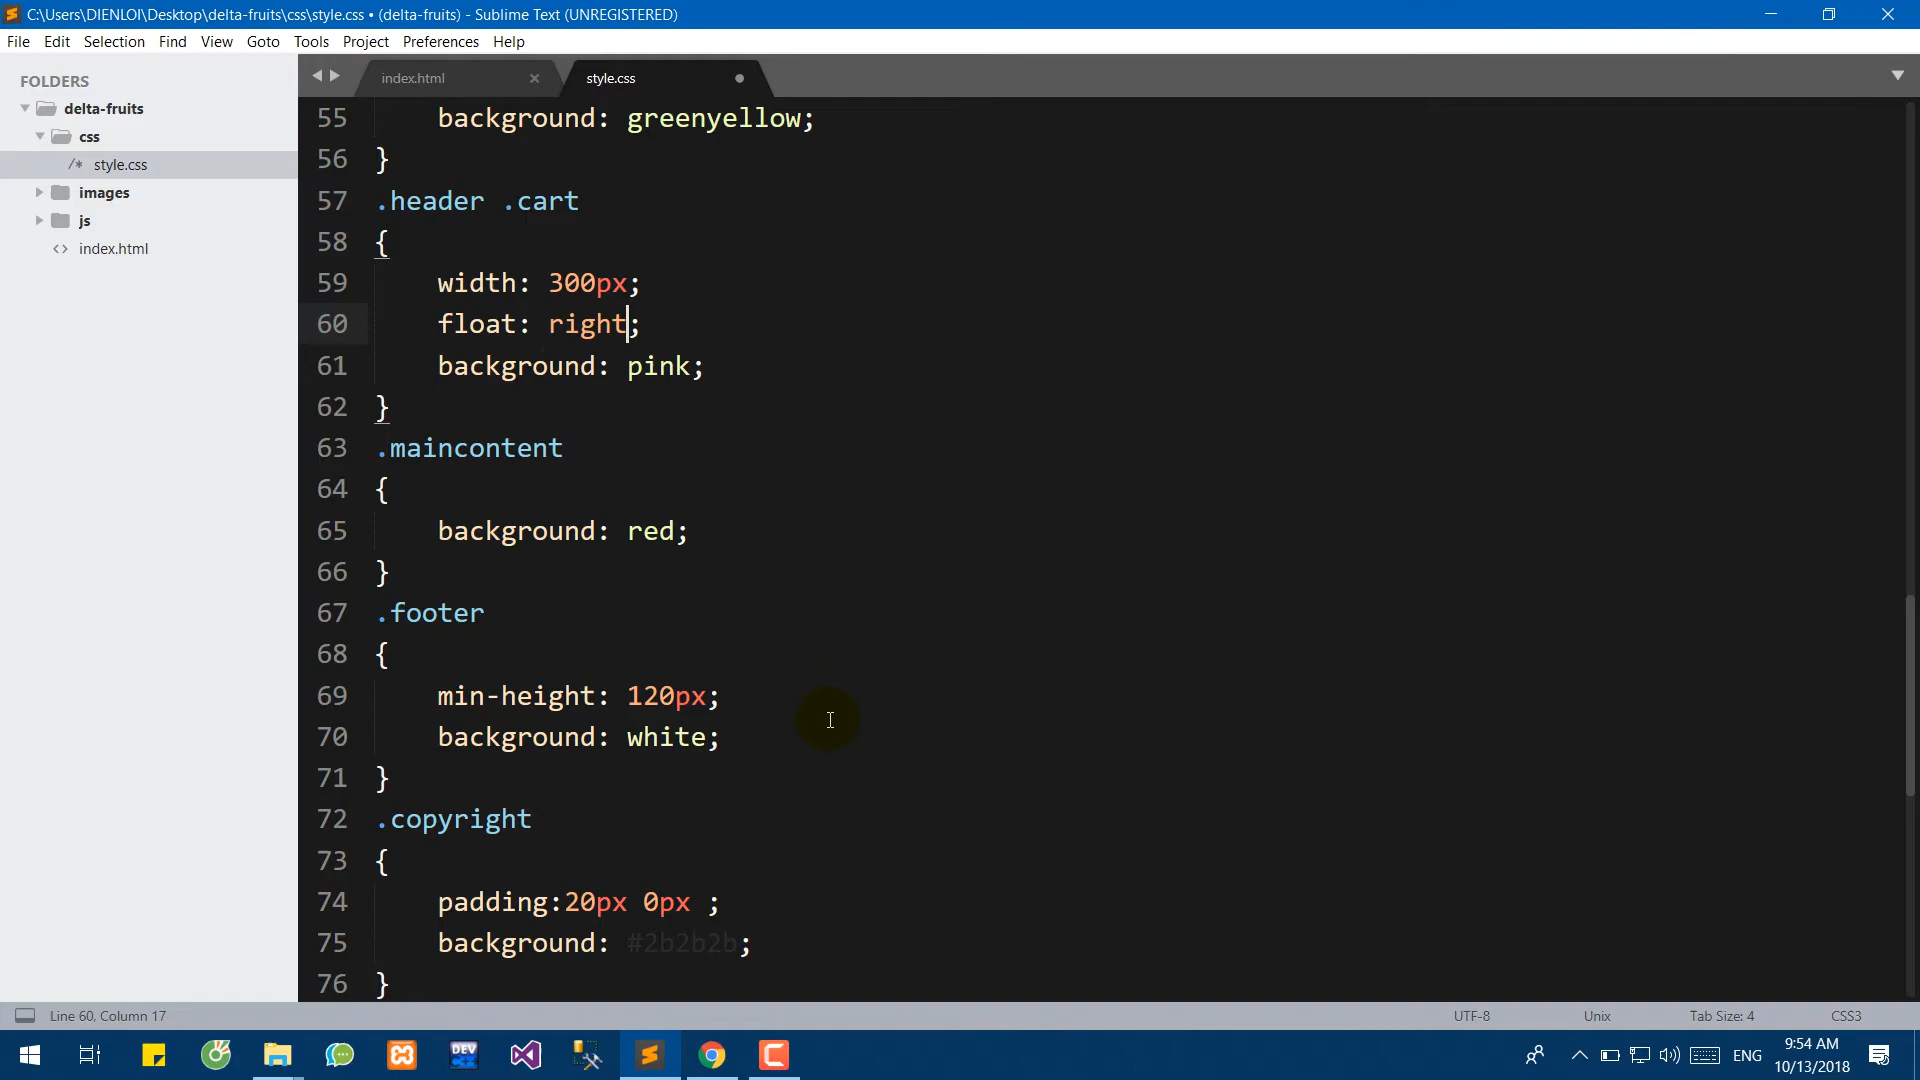 C:\Users\DIENLOI\Desktop\delta-fruits\css\style.css • (delta-fruits) - Sublime Text (UNREGISTERED)
File Edit Selection Find View Goto Tools Project Preferences Help
FOLDERS
delta-fruits
css
/* style.css
images
js
<> index.html
index.html
style.css
55 background: greenyellow;
56 }
57 .header .cart
58 {
59 width: 300px;
60 float: right;
61 background: pink;
62 }
63 .maincontent
64 {
65 background: red;
66 }
67 .footer
68 {
69 min-height: 120px;
70 background: white;
71 }
72 .copyright
73 {
74 padding:20px 0px ;
75 background: #2b2b2b;
76 }
Line 60, Column 17
UTF-8
Unix
Tab Size: 4
CSS3
DEV
ENG
9:54 AM
10/13/2018